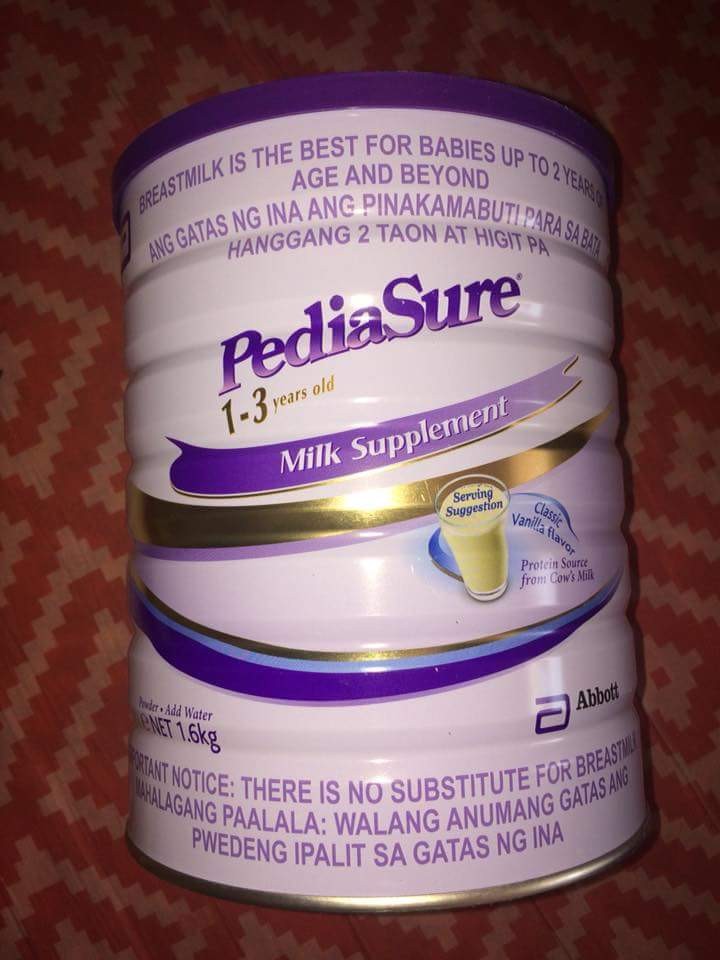 BREASTMILK IS THE BEST FOR BABIES UP TO 2 YEARS
AGE AND BEYOND
ANG GATAS NG INA ANG PINAKAMABUTI PARA SA BATA
HANGGANG 2 TAON AT HIGIT PA
PediaSure®
1-3 years old
Milk Supplement
Serving
Suggestion
Classic
Vanilla flavor
Protein Source
from Cow's Milk
Powder • Add Water
NET 1.6kg
Abbott
NOTICE: THERE IS NO SUBSTITUTE FOR
MAHALAGANG PAALALA: WALANG ANUMANG GATAS ANG
PWEDENG IPALIT SA GATAS NG INA